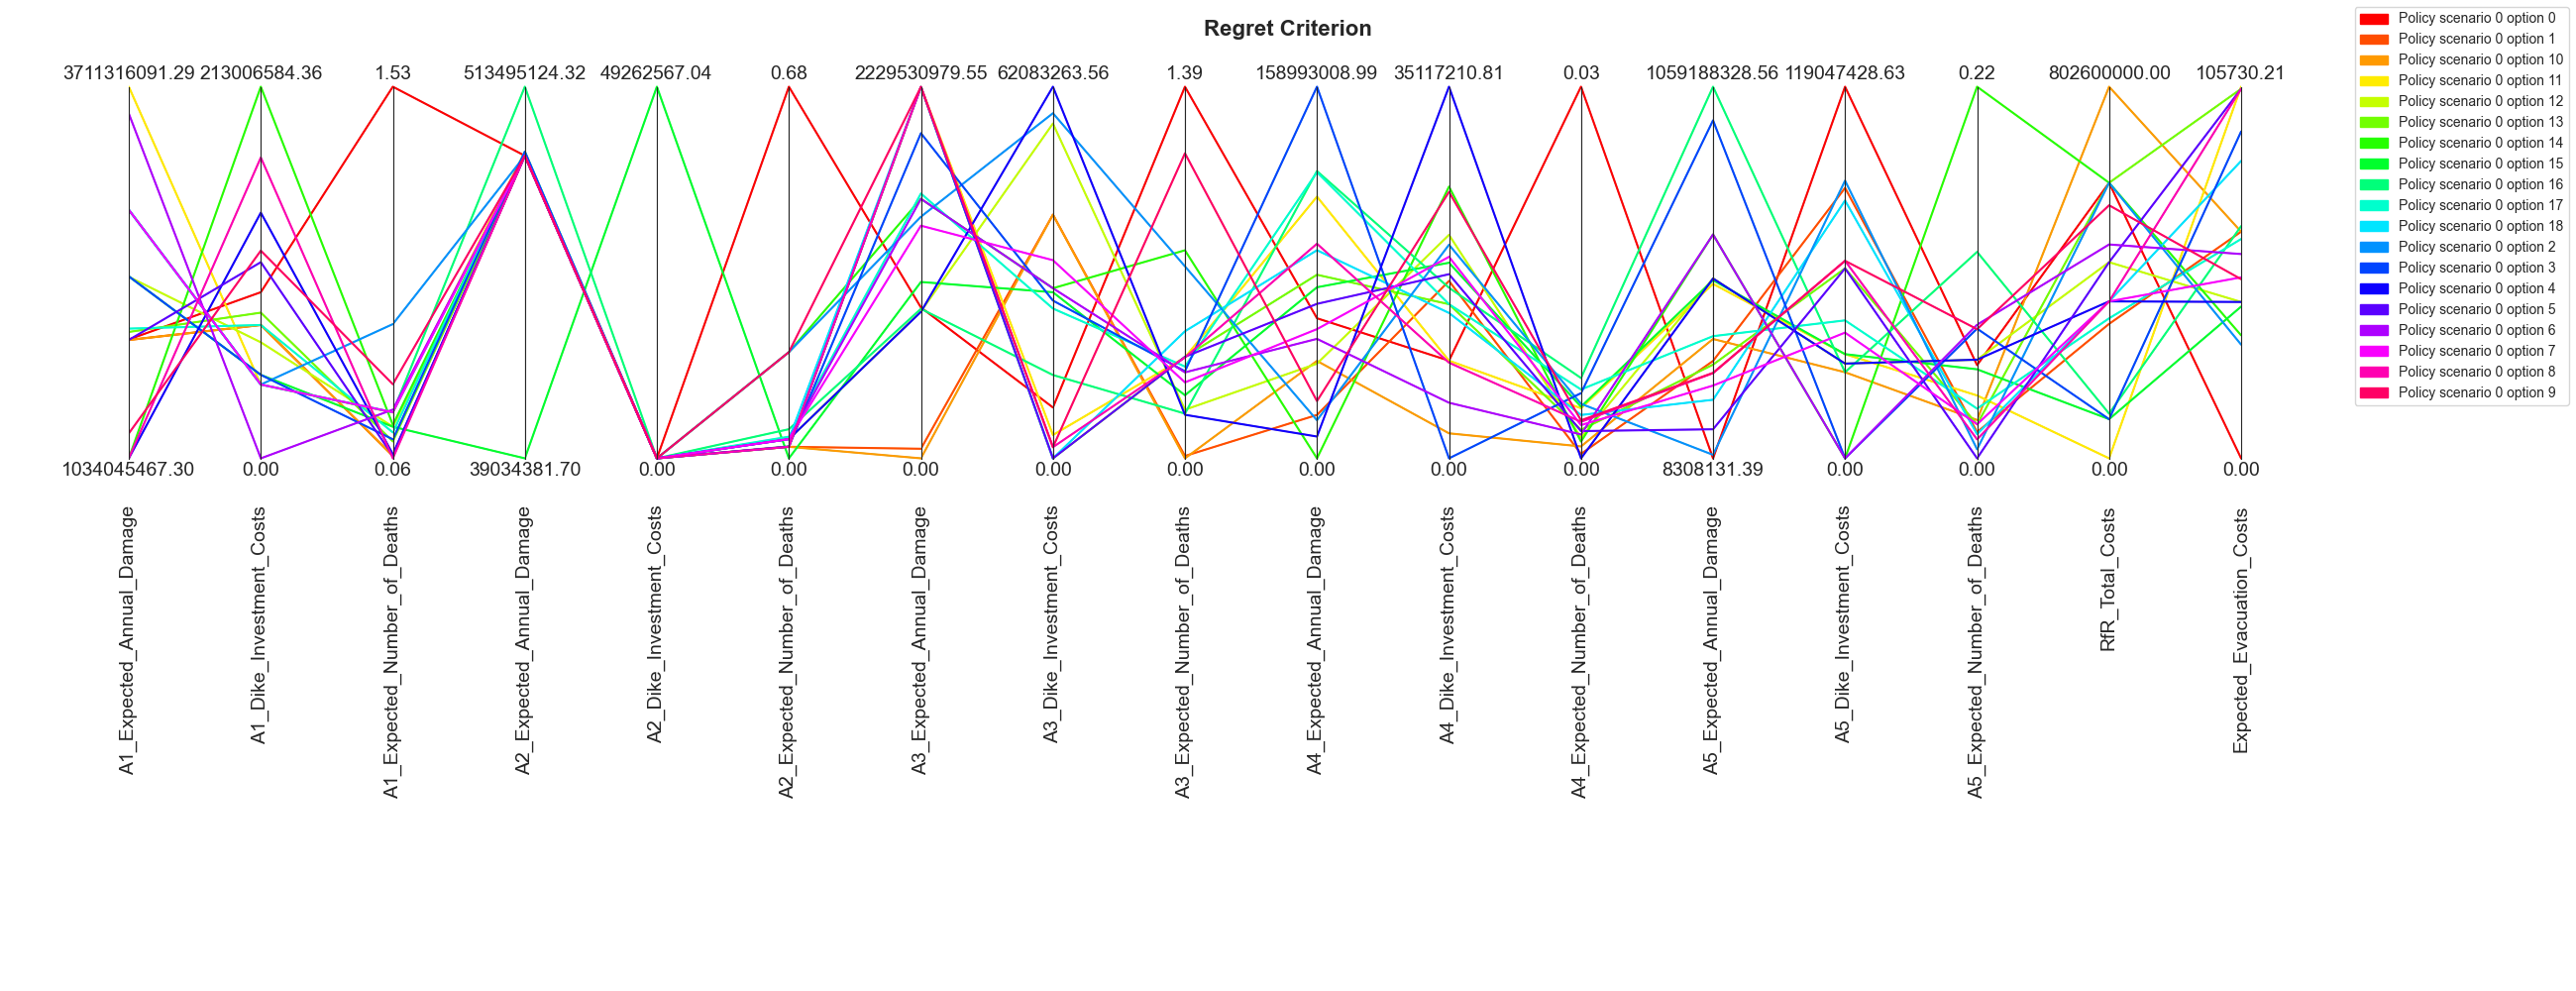 Regret Criterion
3711316091.29 213006584.36 1.53 513495124.32 49262567.04 0.68 2229530979.55 62083263.56 1.39 158993008.99 35117210.81 0.03 1059188328.56 119047428.63 0.22 802600000.00 105730.21
1034045467.30 0.00 0.06 39034381.70 0.00 0.00 0.00 0.00 0.00 0.00 0.00 0.00 8308131.39 0.00 0.00 0.00 0.00
A1_Expected_Annual_Damage
A1_Dike_Investment_Costs
A1_Expected_Number_of_Deaths
A2_Expected_Annual_Damage
A2_Dike_Investment_Costs
A2_Expected_Number_of_Deaths
A3_Expected_Annual_Damage
A3_Dike_Investment_Costs
A3_Expected_Number_of_Deaths
A4_Expected_Annual_Damage
A4_Dike_Investment_Costs
A4_Expected_Number_of_Deaths
A5_Expected_Annual_Damage
A5_Dike_Investment_Costs
A5_Expected_Number_of_Deaths
RfR_Total_Costs
Expected_Evacuation_Costs
Policy scenario 0 option 0
Policy scenario 0 option 1
Policy scenario 0 option 10
Policy scenario 0 option 11
Policy scenario 0 option 12
Policy scenario 0 option 13
Policy scenario 0 option 14
Policy scenario 0 option 15
Policy scenario 0 option 16
Policy scenario 0 option 17
Policy scenario 0 option 18
Policy scenario 0 option 2
Policy scenario 0 option 3
Policy scenario 0 option 4
Policy scenario 0 option 5
Policy scenario 0 option 6
Policy scenario 0 option 7
Policy scenario 0 option 8
Policy scenario 0 option 9